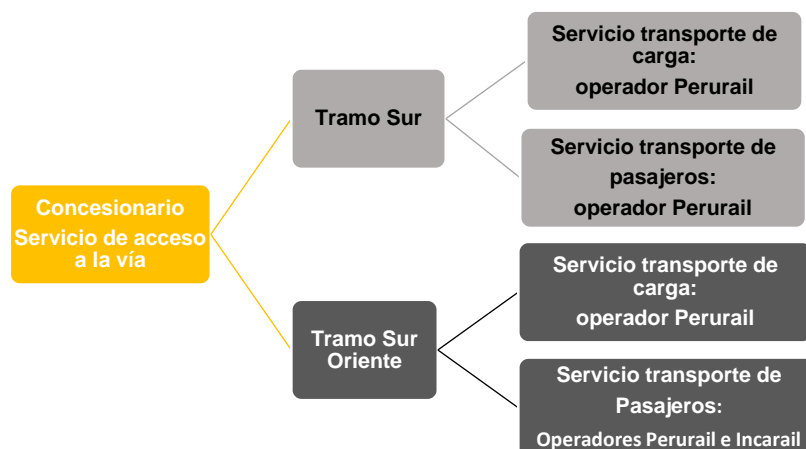 Concesionario
Servicio de acceso
a la vía
Tramo Sur
Servicio transporte de
carga:
operador Perurail
Servicio transporte de
pasajeros:
operador Perurail
Tramo Sur
Oriente
Servicio transporte de
carga:
operador Perurail
Servicio transporte de
Pasajeros:
Operadores Perurail e Incarail